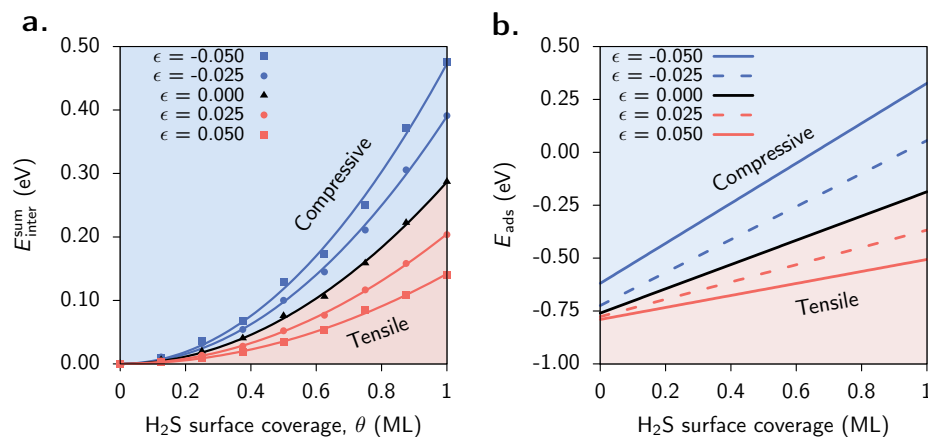 a.
0.50
0.40
0.30
0.20
0.10
0.00
E_inter^sum (eV)
ϵ = -0.050
ϵ = -0.025
ϵ = 0.000
ϵ = 0.025
ϵ = 0.050
Compressive
Tensile
0 0.2 0.4 0.6 0.8 1
H₂S surface coverage, θ (ML)
b.
0.50
0.25
0.00
-0.25
-0.50
-0.75
-1.00
E_ads (eV)
ϵ = -0.050
ϵ = -0.025
ϵ = 0.000
ϵ = 0.025
ϵ = 0.050
Compressive
Tensile
0 0.2 0.4 0.6 0.8 1
H₂S surface coverage (ML)